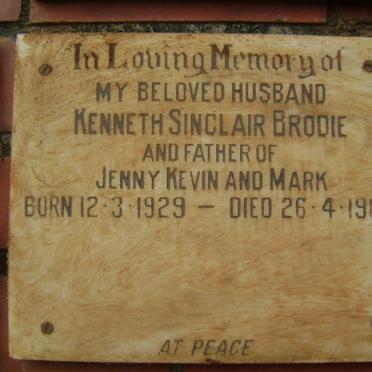 In Loving Memory of
MY BELOVED HUSBAND
KENNETH SINCLAIR BRODIE
AND FATHER OF
JENNY KEVIN AND MARK
BORN 12·3·1929 — DIED 26·4·
AT PEACE